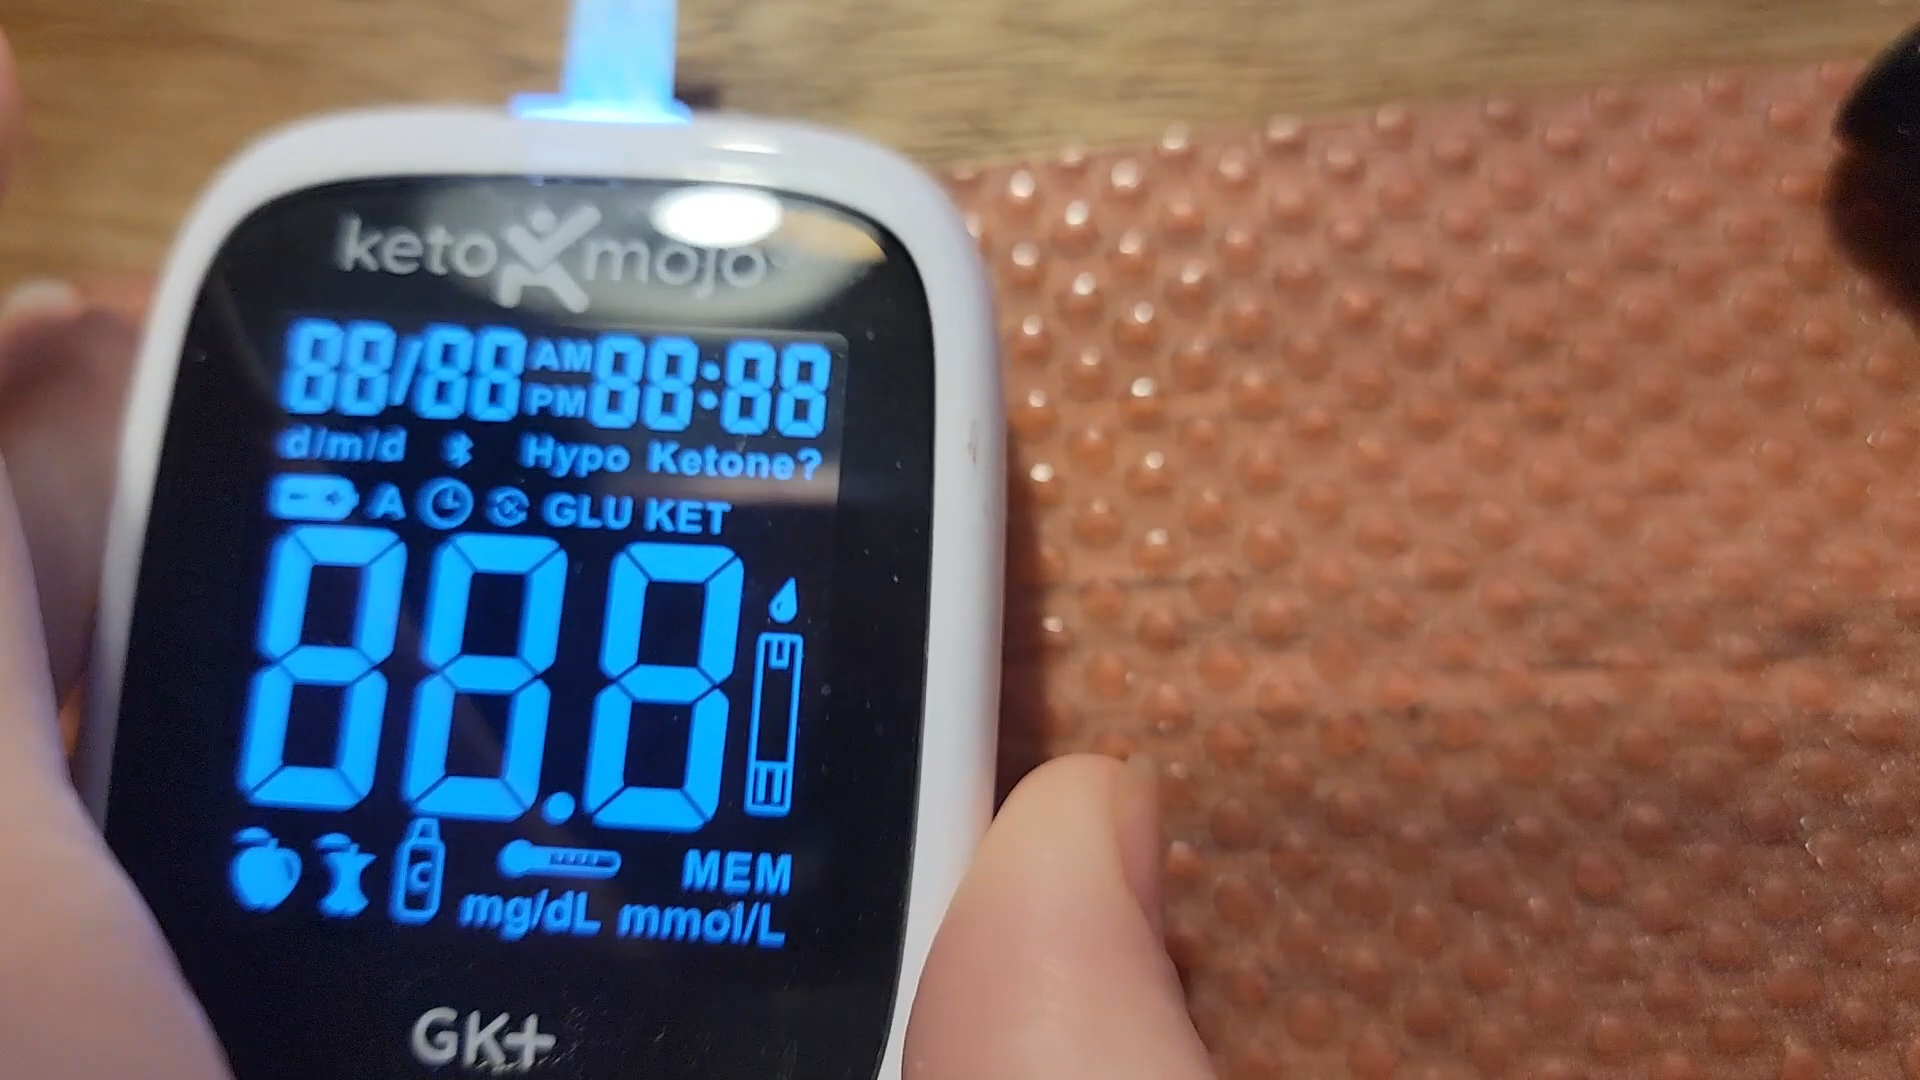 keto mojo
88/88 AM PM 88:88
d/m/d Hypo Ketone?
A GLU KET
88.8
C
MEM
mg/dL mmol/L
GK+